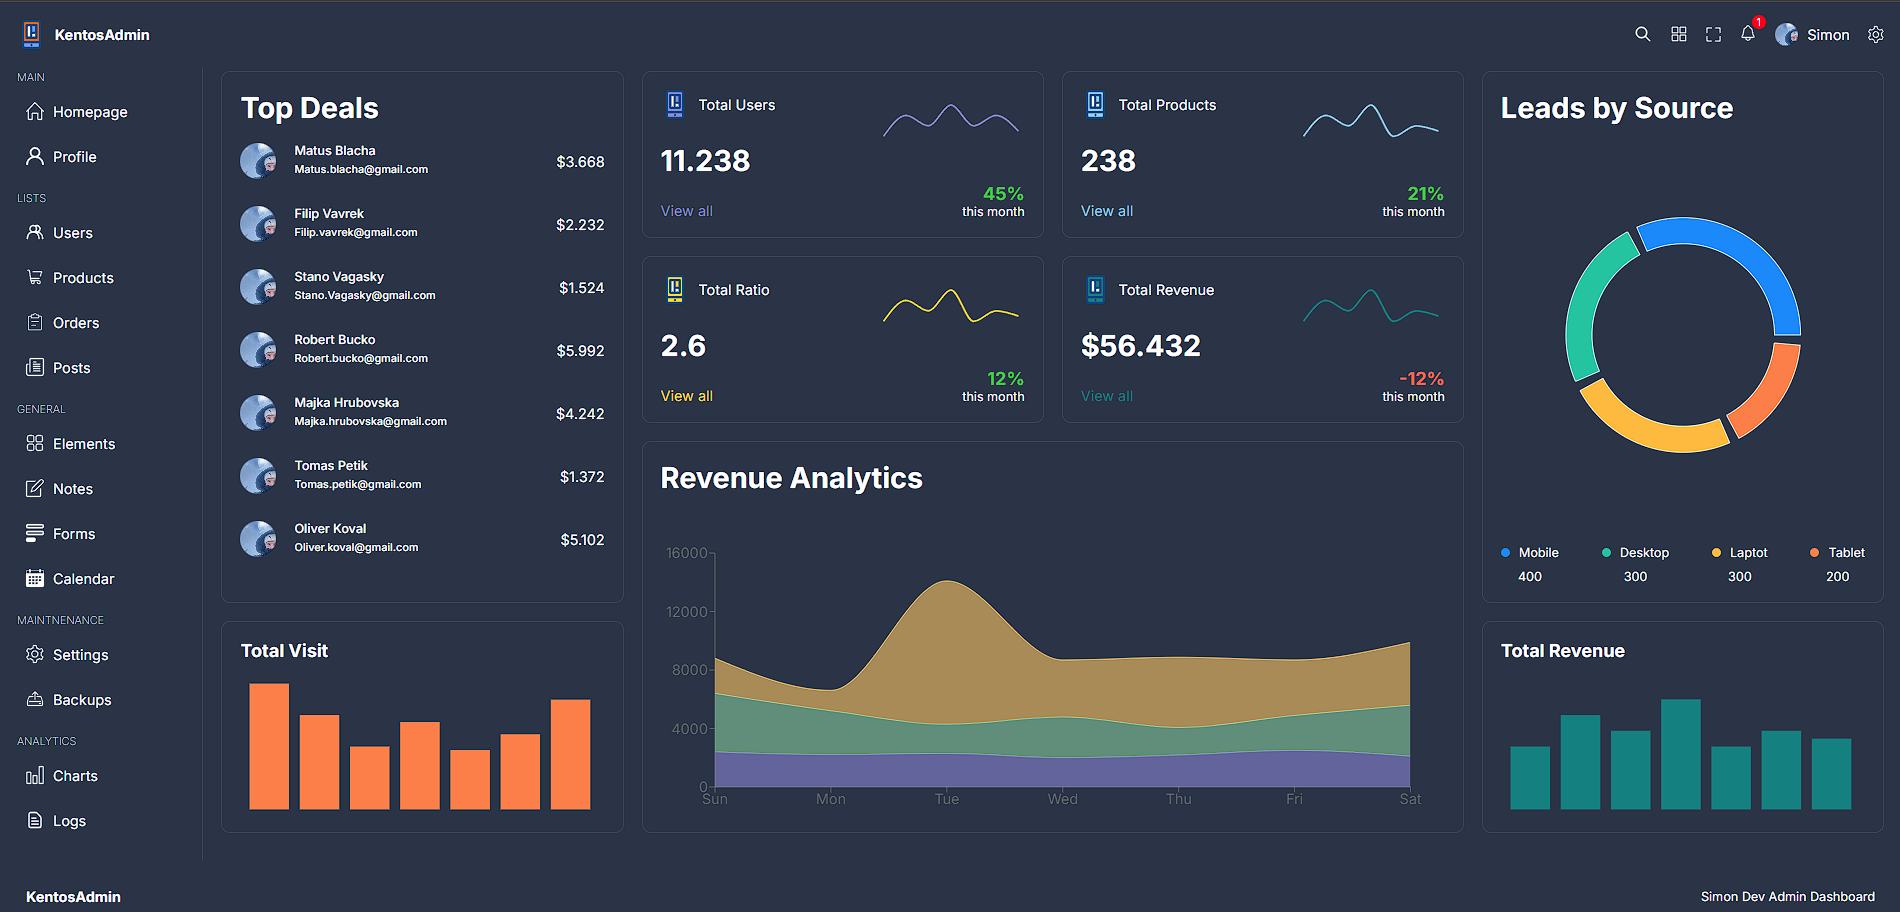 KentosAdmin
1
Simon
MAIN
Homepage
Profile
LISTS
Users
Products
Orders
Posts
GENERAL
Elements
Notes
Forms
Calendar
MAINTNENANCE
Settings
Backups
ANALYTICS
Charts
Logs
Top Deals
Matus Blacha
Matus.blacha@gmail.com
$3.668
Filip Vavrek
Filip.vavrek@gmail.com
$2.232
Stano Vagasky
Stano.Vagasky@gmail.com
$1.524
Robert Bucko
Robert.bucko@gmail.com
$5.992
Majka Hrubovska
Majka.hrubovska@gmail.com
$4.242
Tomas Petik
Tomas.petik@gmail.com
$1.372
Oliver Koval
Oliver.koval@gmail.com
$5.102
Total Visit
Total Users
11.238
View all
45%
this month
Total Products
238
View all
21%
this month
Total Ratio
2.6
View all
12%
this month
Total Revenue
$56.432
View all
-12%
this month
Revenue Analytics
16000
12000
8000
4000
0
Sun Mon Tue Wed Thu Fri Sat
Leads by Source
Mobile Desktop Laptot Tablet
400 300 300 200
Total Revenue
KentosAdmin
Simon Dev Admin Dashboard